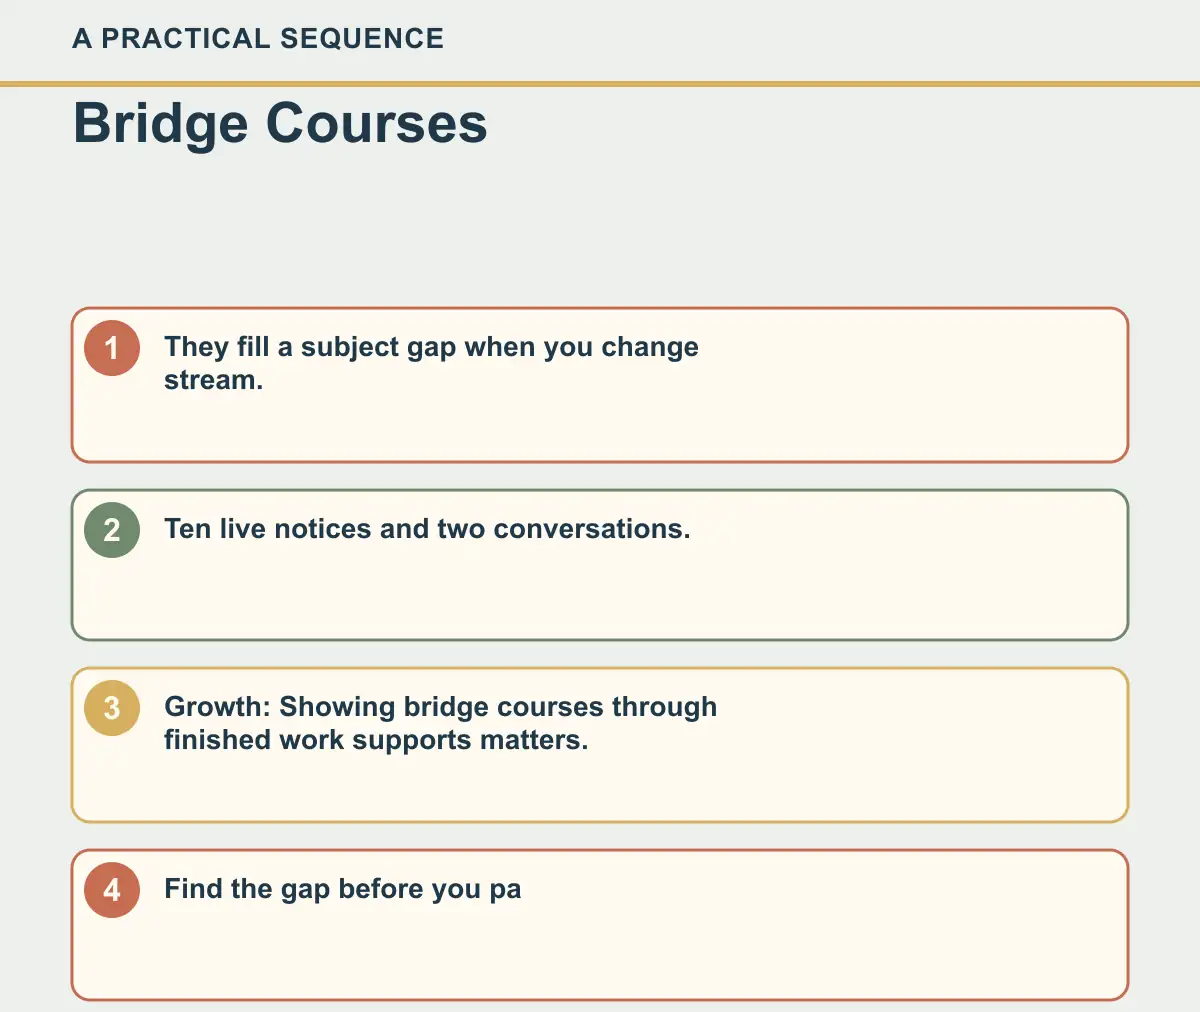 A PRACTICAL SEQUENCE
Bridge Courses
1
They fill a subject gap when you change
stream.
2
Ten live notices and two conversations.
3
Growth: Showing bridge courses through
finished work supports matters.
4
Find the gap before you pa